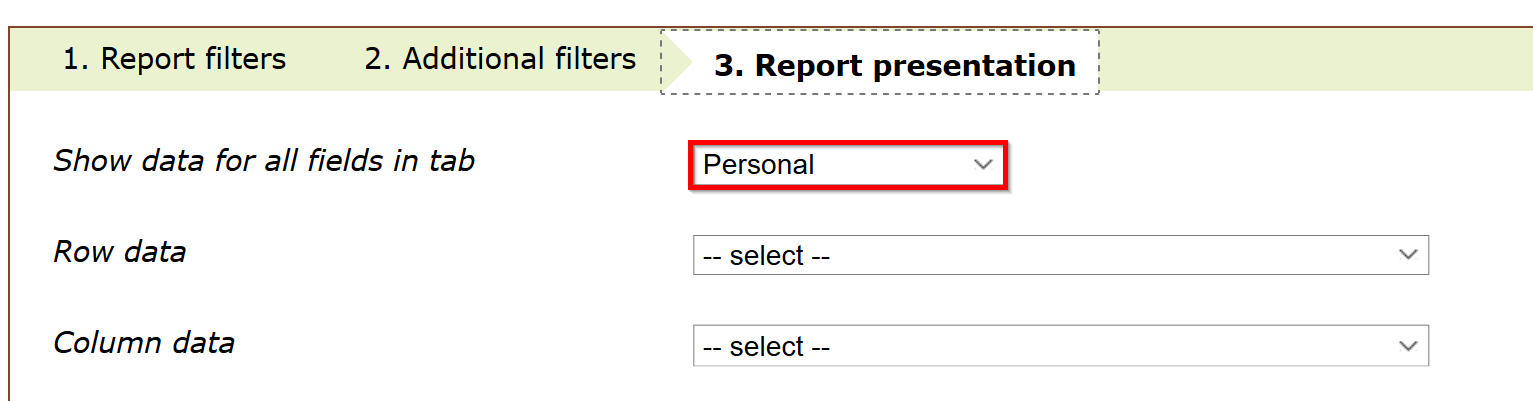 1. Report filters 2. Additional filters 3. Report presentation
Show data for all fields in tab Personal
Row data -- select --
Column data -- select --